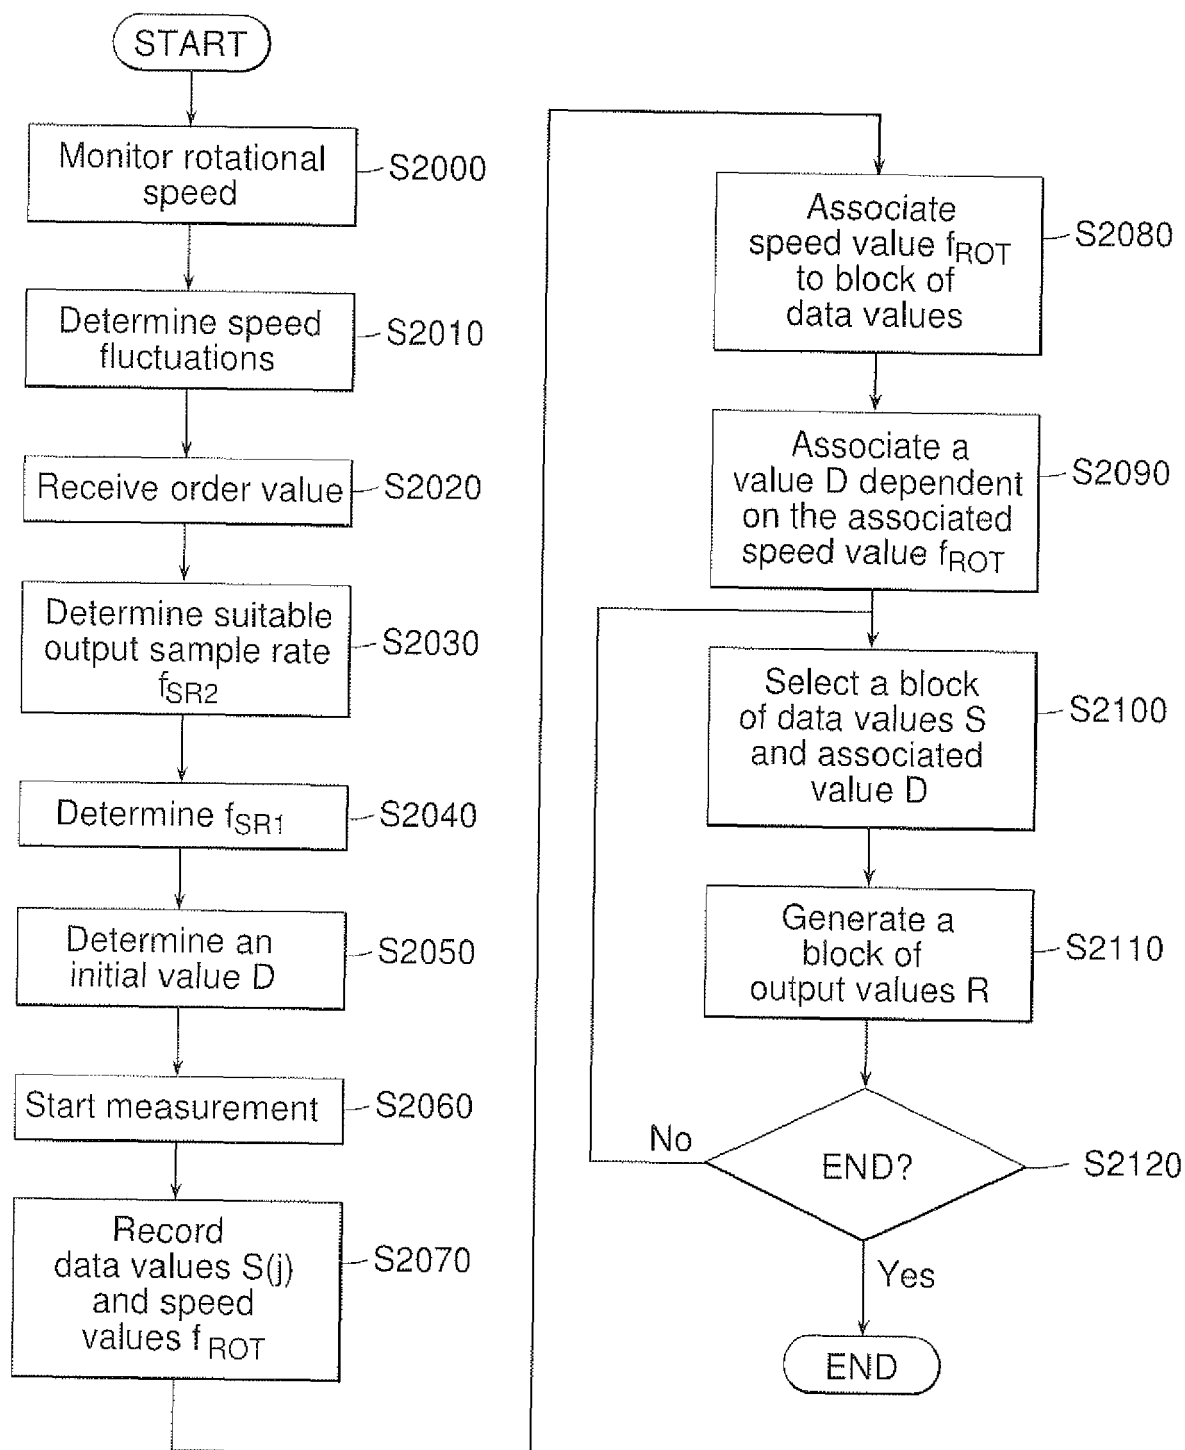 START
Monitor rotational
speed
S2000
Determine speed
fluctuations
S2010
Receive order value
S2020
Determine suitable
output sample rate
fSR2
S2030
Determine fSR1
S2040
Determine an
initial value D
S2050
Start measurement
S2060
Record
data values S(j)
and speed
values f ROT
S2070
Associate
speed value fROT
to block of
data values
S2080
Associate a
value D dependent
on the associated
speed value fROT
S2090
Select a block
of data values S
and associated
value D
S2100
Generate a
block of
output values R
S2110
END?
S2120
No
Yes
END